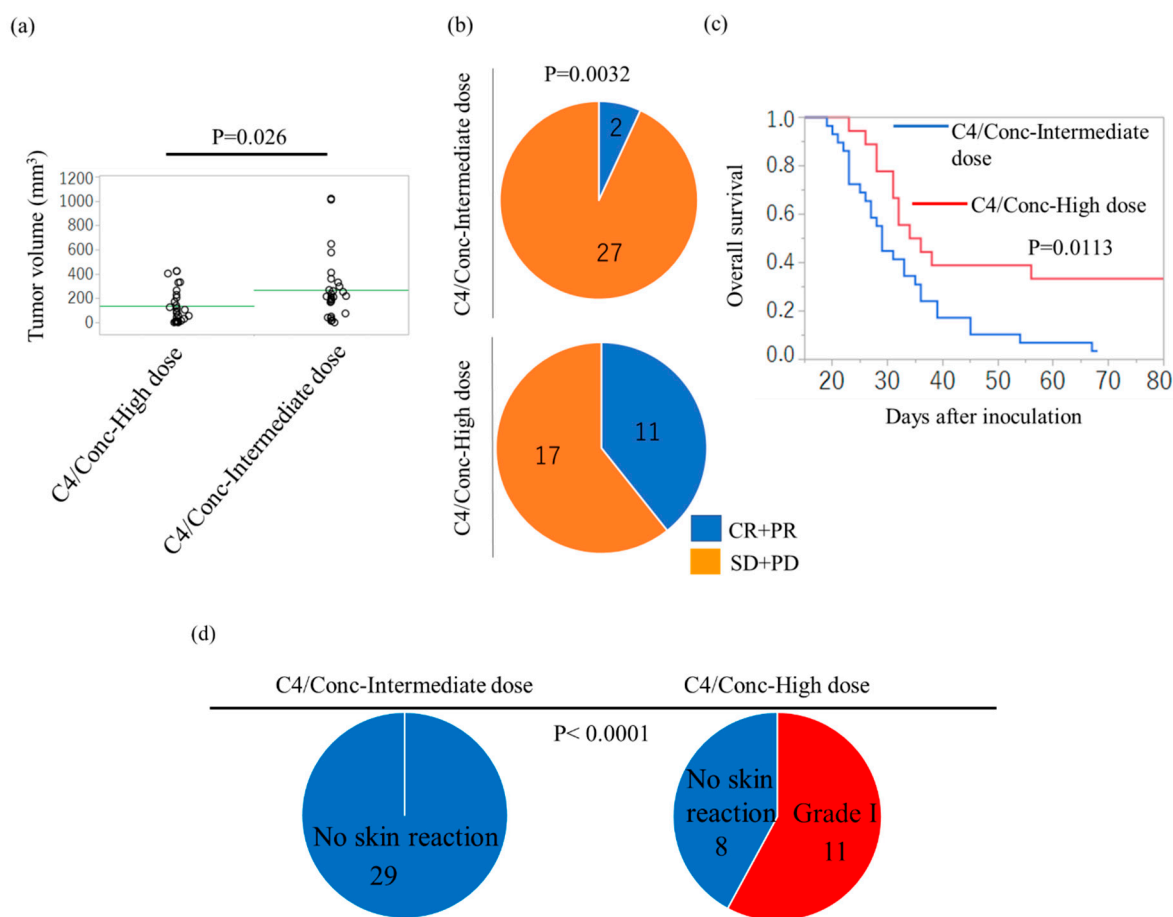 (a)
P=0.026
Tumor volume (mm³)
1200
1000
800
600
400
200
0
C4/Conc-High dose
C4/Conc-Intermediate dose
(b)
P=0.0032
C4/Conc-Intermediate dose
2
27
C4/Conc-High dose
17
11
CR+PR
SD+PD
(c)
Overall survival
1.0
0.8
0.6
0.4
0.2
0.0
C4/Conc-Intermediate
dose
C4/Conc-High dose
P=0.0113
20
30
40
50
60
70
80
Days after inoculation
(d)
C4/Conc-Intermediate dose
C4/Conc-High dose
P< 0.0001
No skin reaction
29
No skin
reaction
8
Grade I
11